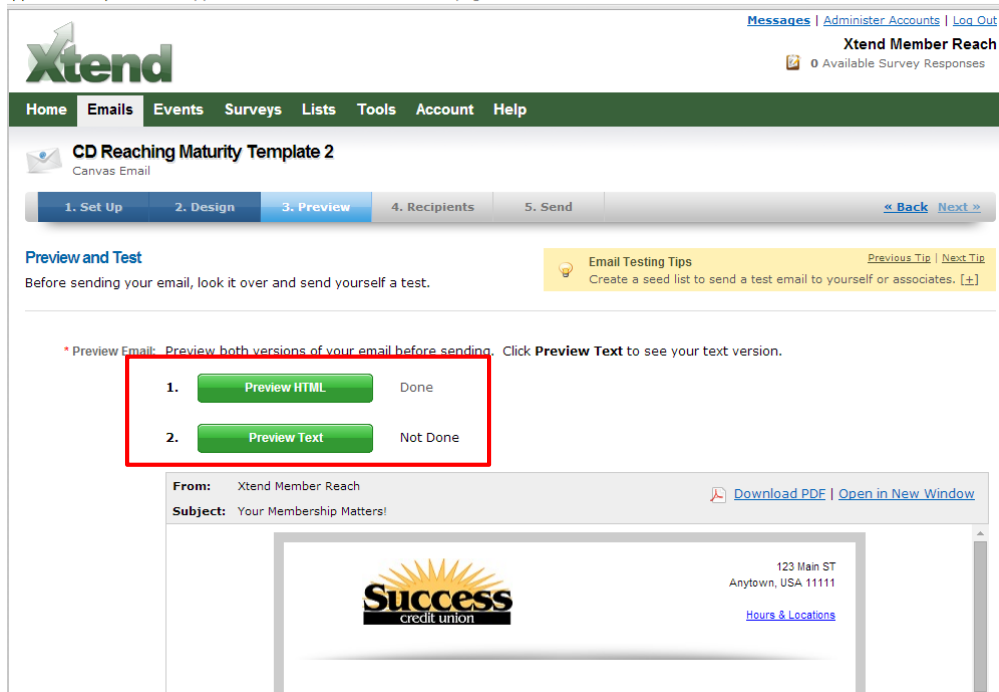 Messages | Administer Accounts | Log Out
Xtend
Xtend Member Reach
0 Available Survey Responses
Home Emails Events Surveys Lists Tools Account Help
CD Reaching Maturity Template 2
Canvas Email
1. Set Up 2. Design 3. Preview 4. Recipients 5. Send « Back Next »
Preview and Test
Before sending your email, look it over and send yourself a test.
Email Testing Tips Previous Tip | Next Tip
Create a seed list to send a test email to yourself or associates. [+]
* Preview Email: Preview both versions of your email before sending. Click Preview Text to see your text version.
1. Preview HTML Done
2. Preview Text Not Done
From: Xtend Member Reach
Subject: Your Membership Matters!
Download PDF | Open in New Window
Success
credit union
123 Main ST
Anytown, USA 11111
Hours & Locations